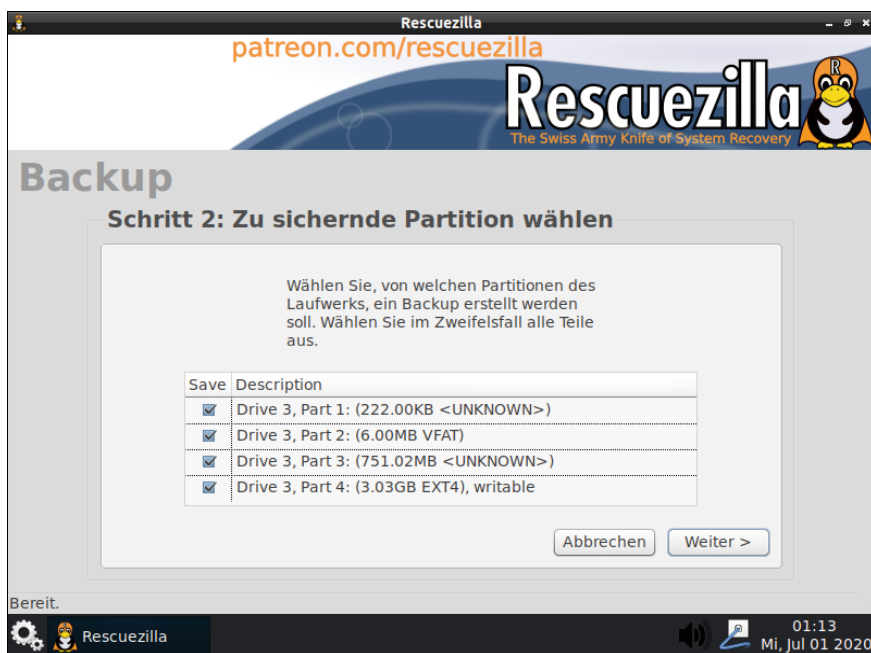 Rescuezilla
patreon.com/rescuezilla
R
Rescuezilla
The Swiss Army Knife of System Recovery
Backup
Schritt 2: Zu sichernde Partition wählen
Wählen Sie, von welchen Partitionen des
Laufwerks, ein Backup erstellt werden
soll. Wählen Sie im Zweifelsfall alle Teile
aus.
Save Description
Drive 3, Part 1: (222.00KB <UNKNOWN>)
Drive 3, Part 2: (6.00MB VFAT)
Drive 3, Part 3: (751.02MB <UNKNOWN>)
Drive 3, Part 4: (3.03GB EXT4), writable
Abbrechen Weiter >
Bereit.
Rescuezilla
01:13
Mi, Jul 01 2020